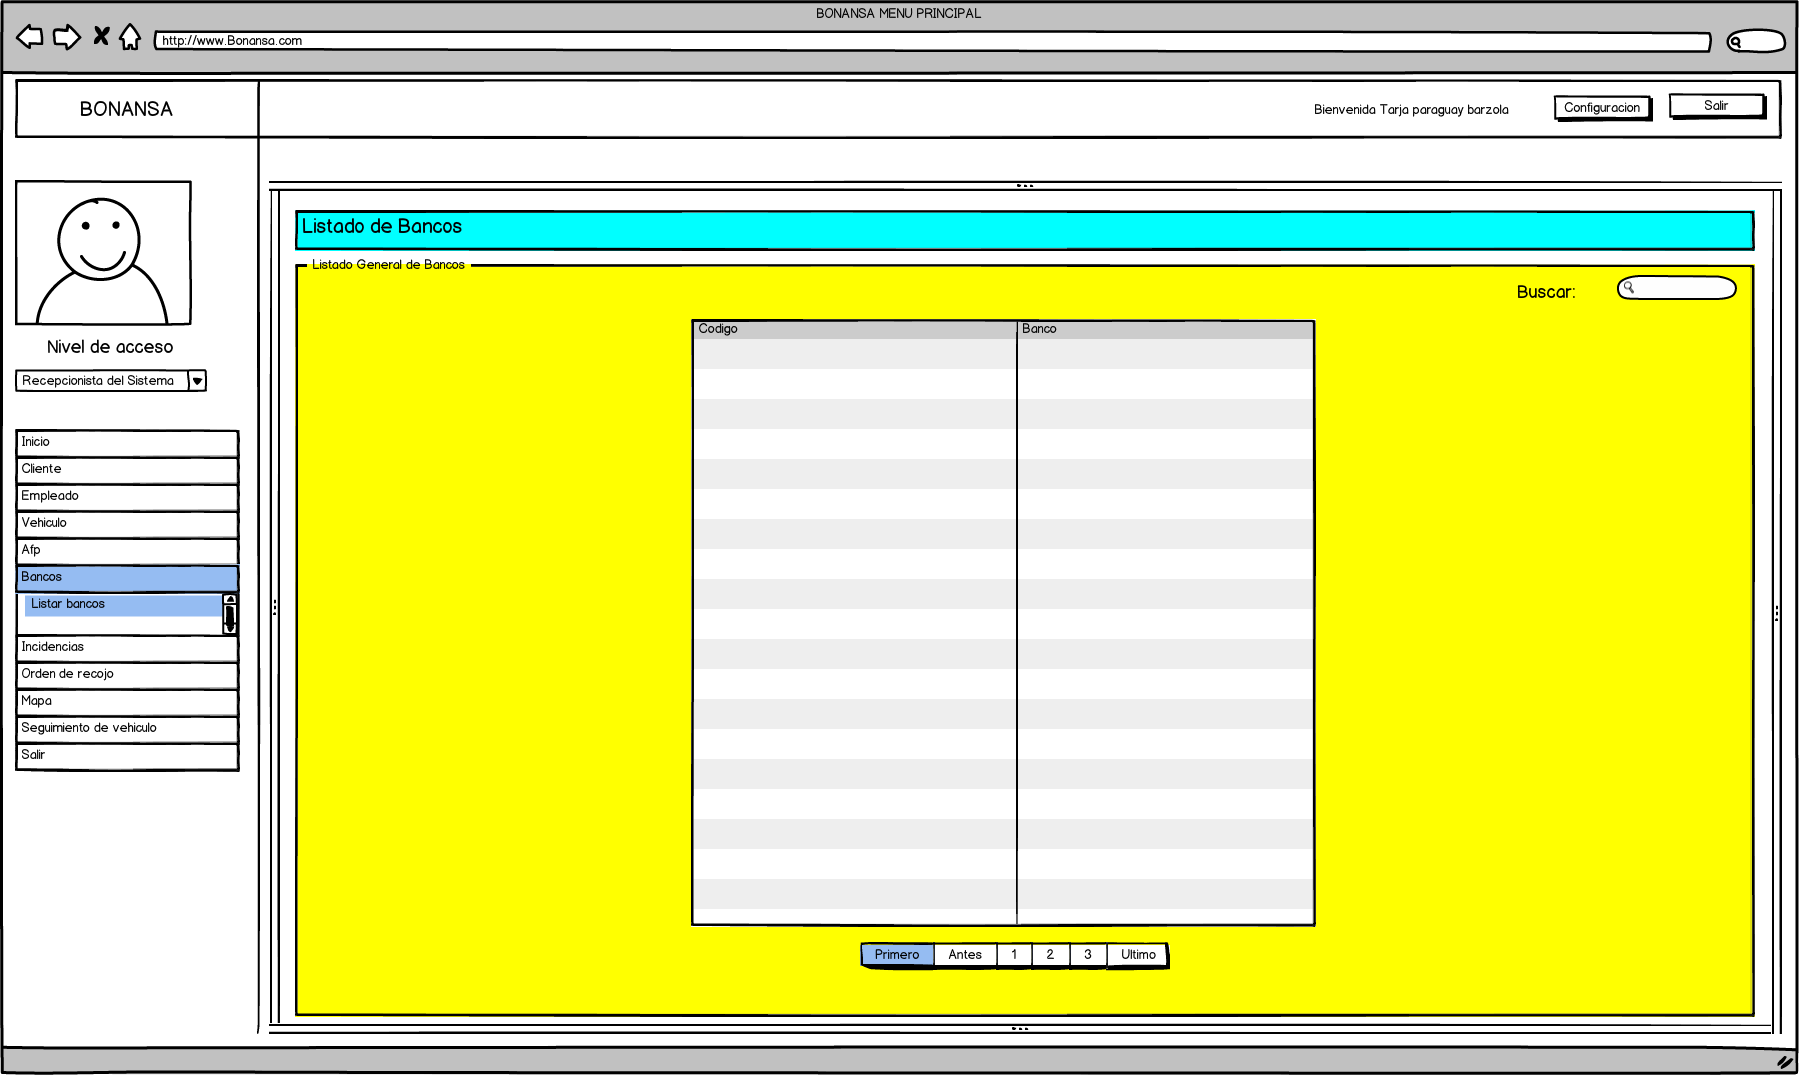 BONANSA MENU PRINCIPAL
http://www.Bonansa.com
BONANSA
Bienvenida Tarja paraguay barzola
Configuracion
Salir
Nivel de acceso
Recepcionista del Sistema
Inicio
Cliente
Empleado
Vehiculo
Afp
Bancos
Listar bancos
Incidencias
Orden de recojo
Mapa
Seguimiento de vehiculo
Salir
Listado de Bancos
Listado General de Bancos
Buscar:
Codigo Banco
Primero Antes 1 2 3 Ultimo